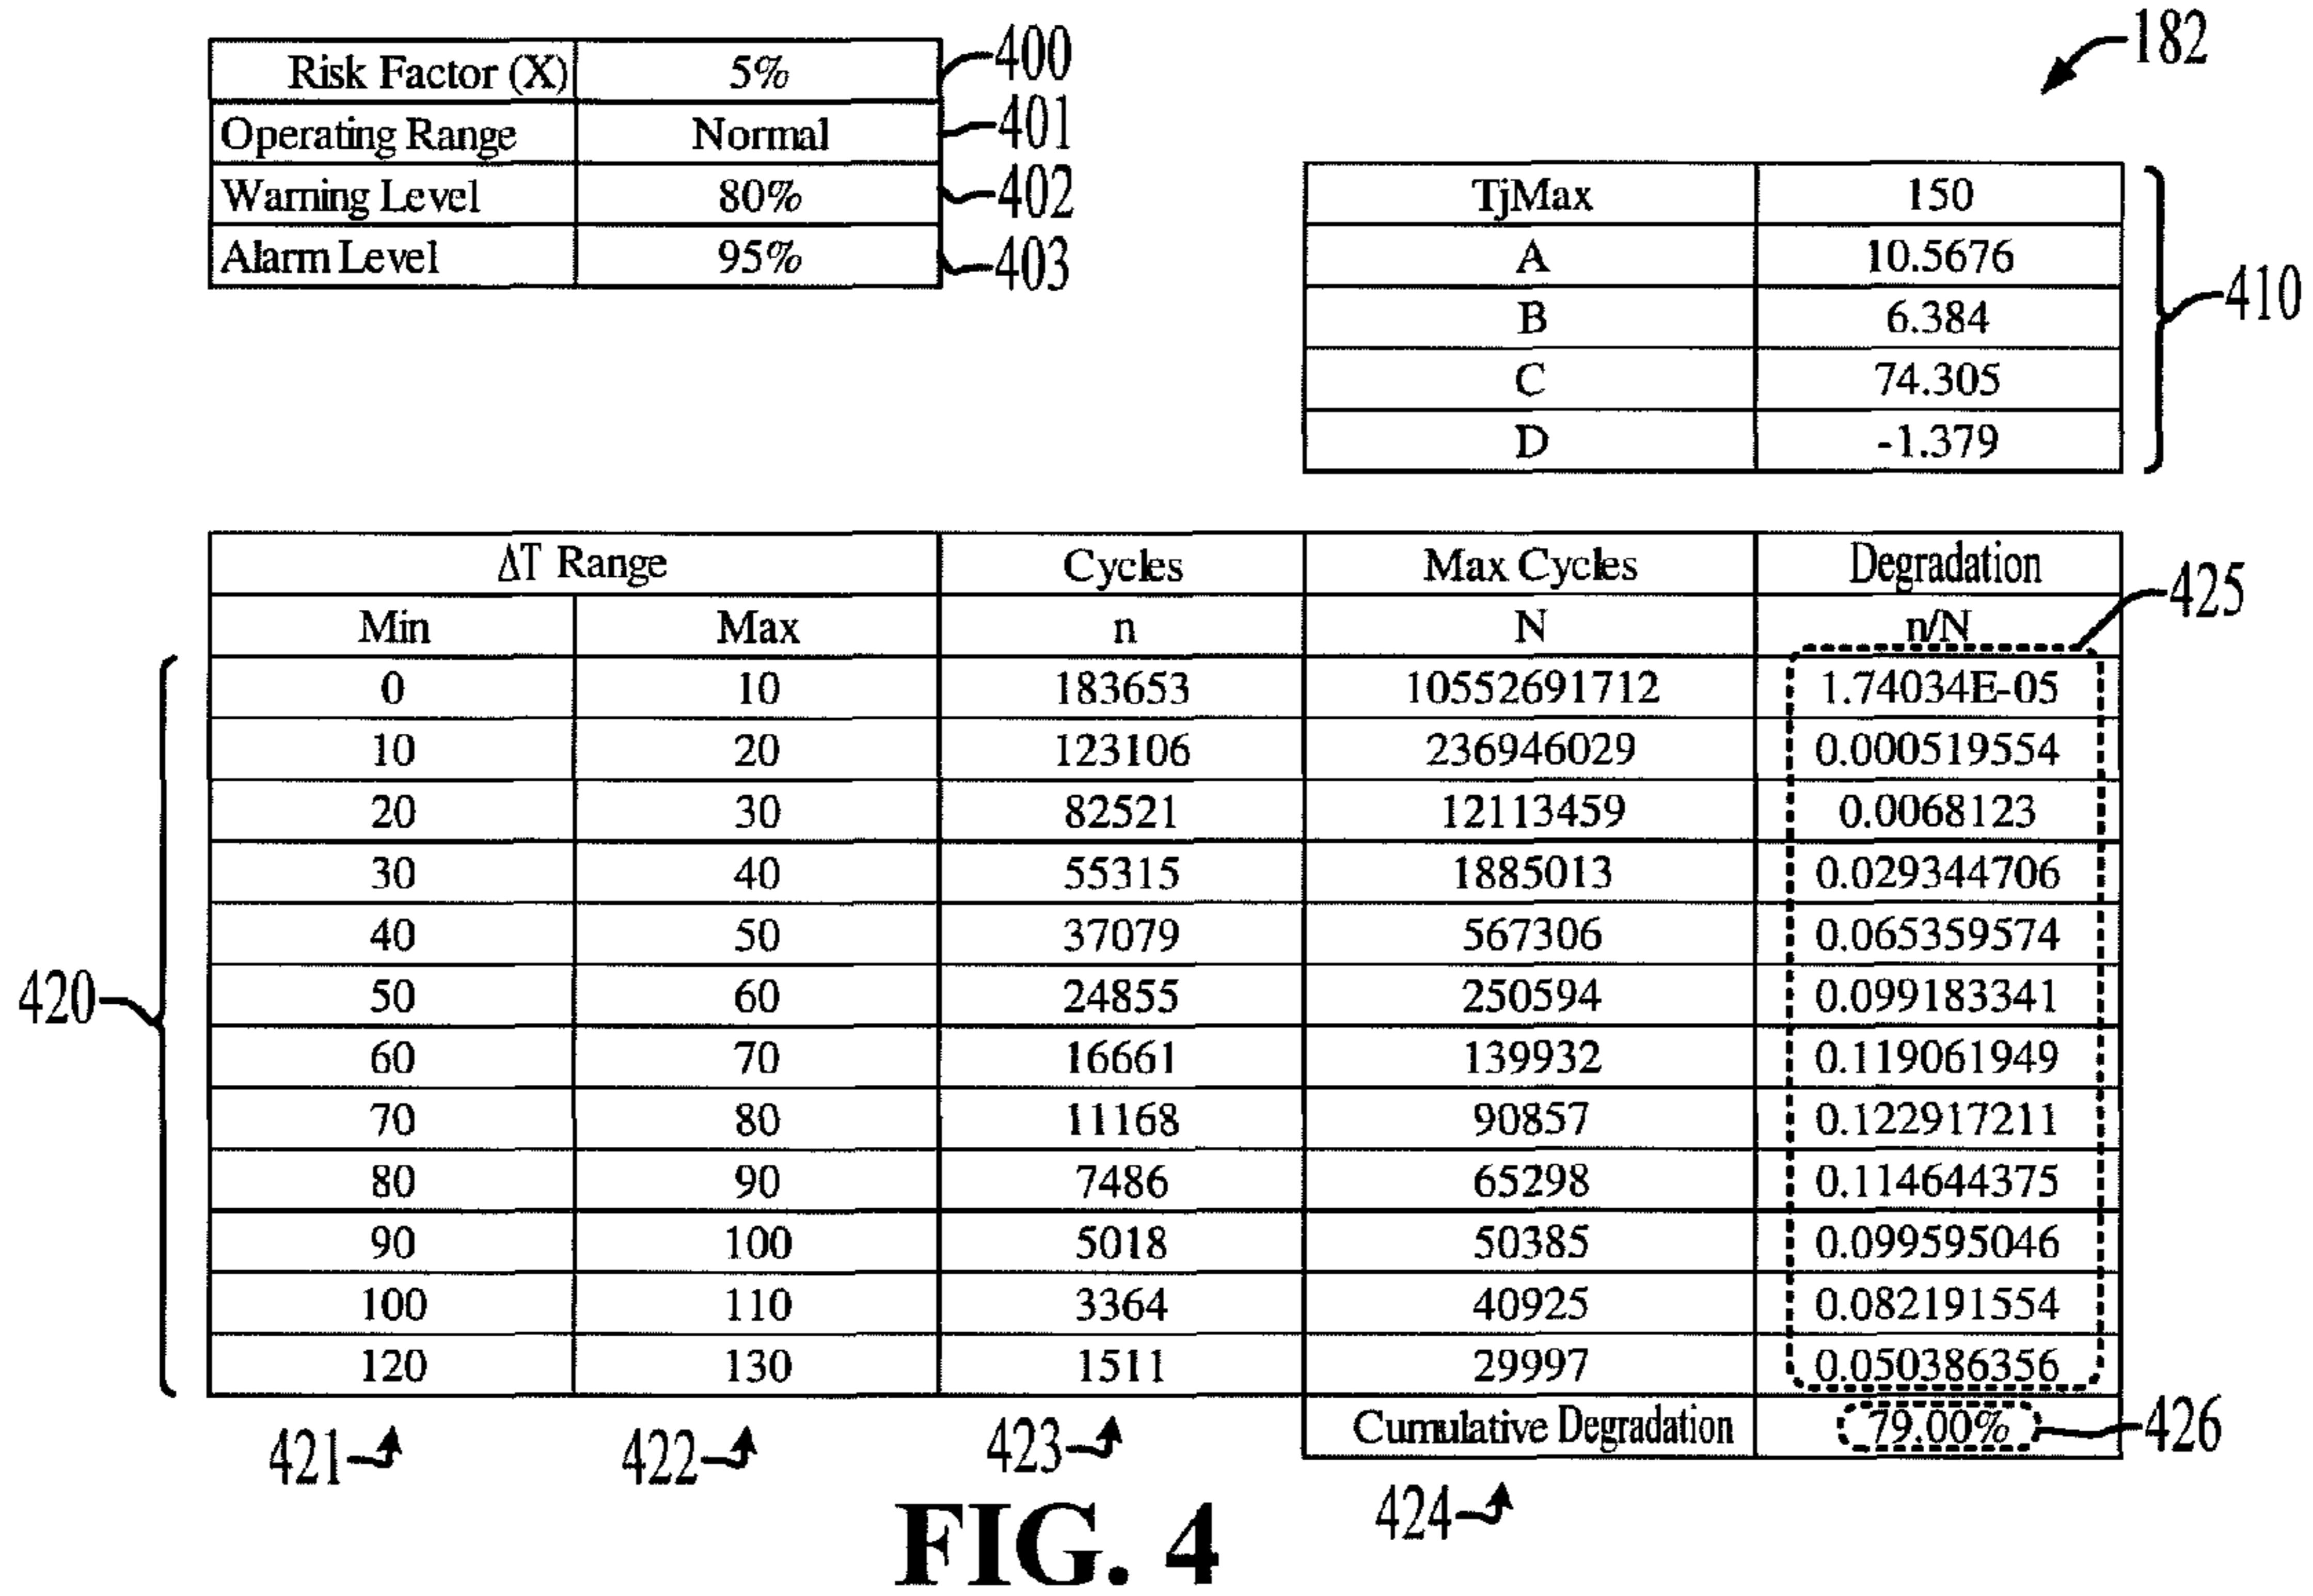 182
Risk Factor (X) 5% 400
Operating Range Normal 401
Warning Level 80% 402
Alarm Level 95% 403
TjMax 150
A 10.5676
B 6.384
C 74.305
D -1.379
410
ΔT Range Cycles Max Cycles Degradation
Min Max n N n/N
425
0 10 183653 10552691712 1.74034E-05
10 20 123106 236946029 0.000519554
20 30 82521 12113459 0.0068123
30 40 55315 1885013 0.029344706
40 50 37079 567306 0.065359574
50 60 24855 250594 0.099183341
60 70 16661 139932 0.119061949
70 80 11168 90857 0.122917211
80 90 7486 65298 0.114644375
90 100 5018 50385 0.099595046
100 110 3364 40925 0.082191554
120 130 1511 29997 0.050386356
420
Cumulative Degradation 79.00% 426
421 422 423 424
FIG. 4